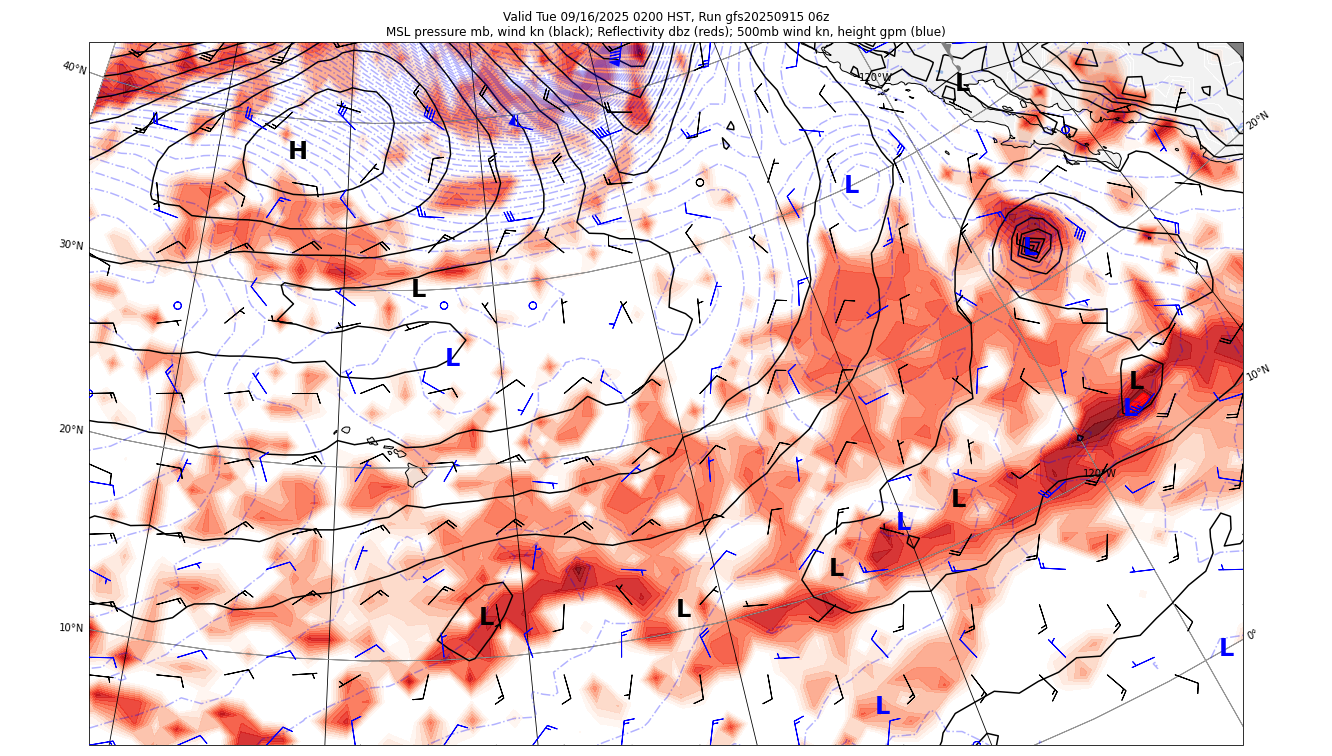 Valid Tue 09/16/2025 0200 HST, Run gfs20250915 06z
MSL pressure mb, wind kn (black); Reflectivity dbz (reds); 500mb wind kn, height gpm (blue)
40°N
120°W
L
20°N
H
L
L
30°N
L
L
10°N
L
L
20°N
120°W
L
L
L
10°N
L
L
0°
L
L